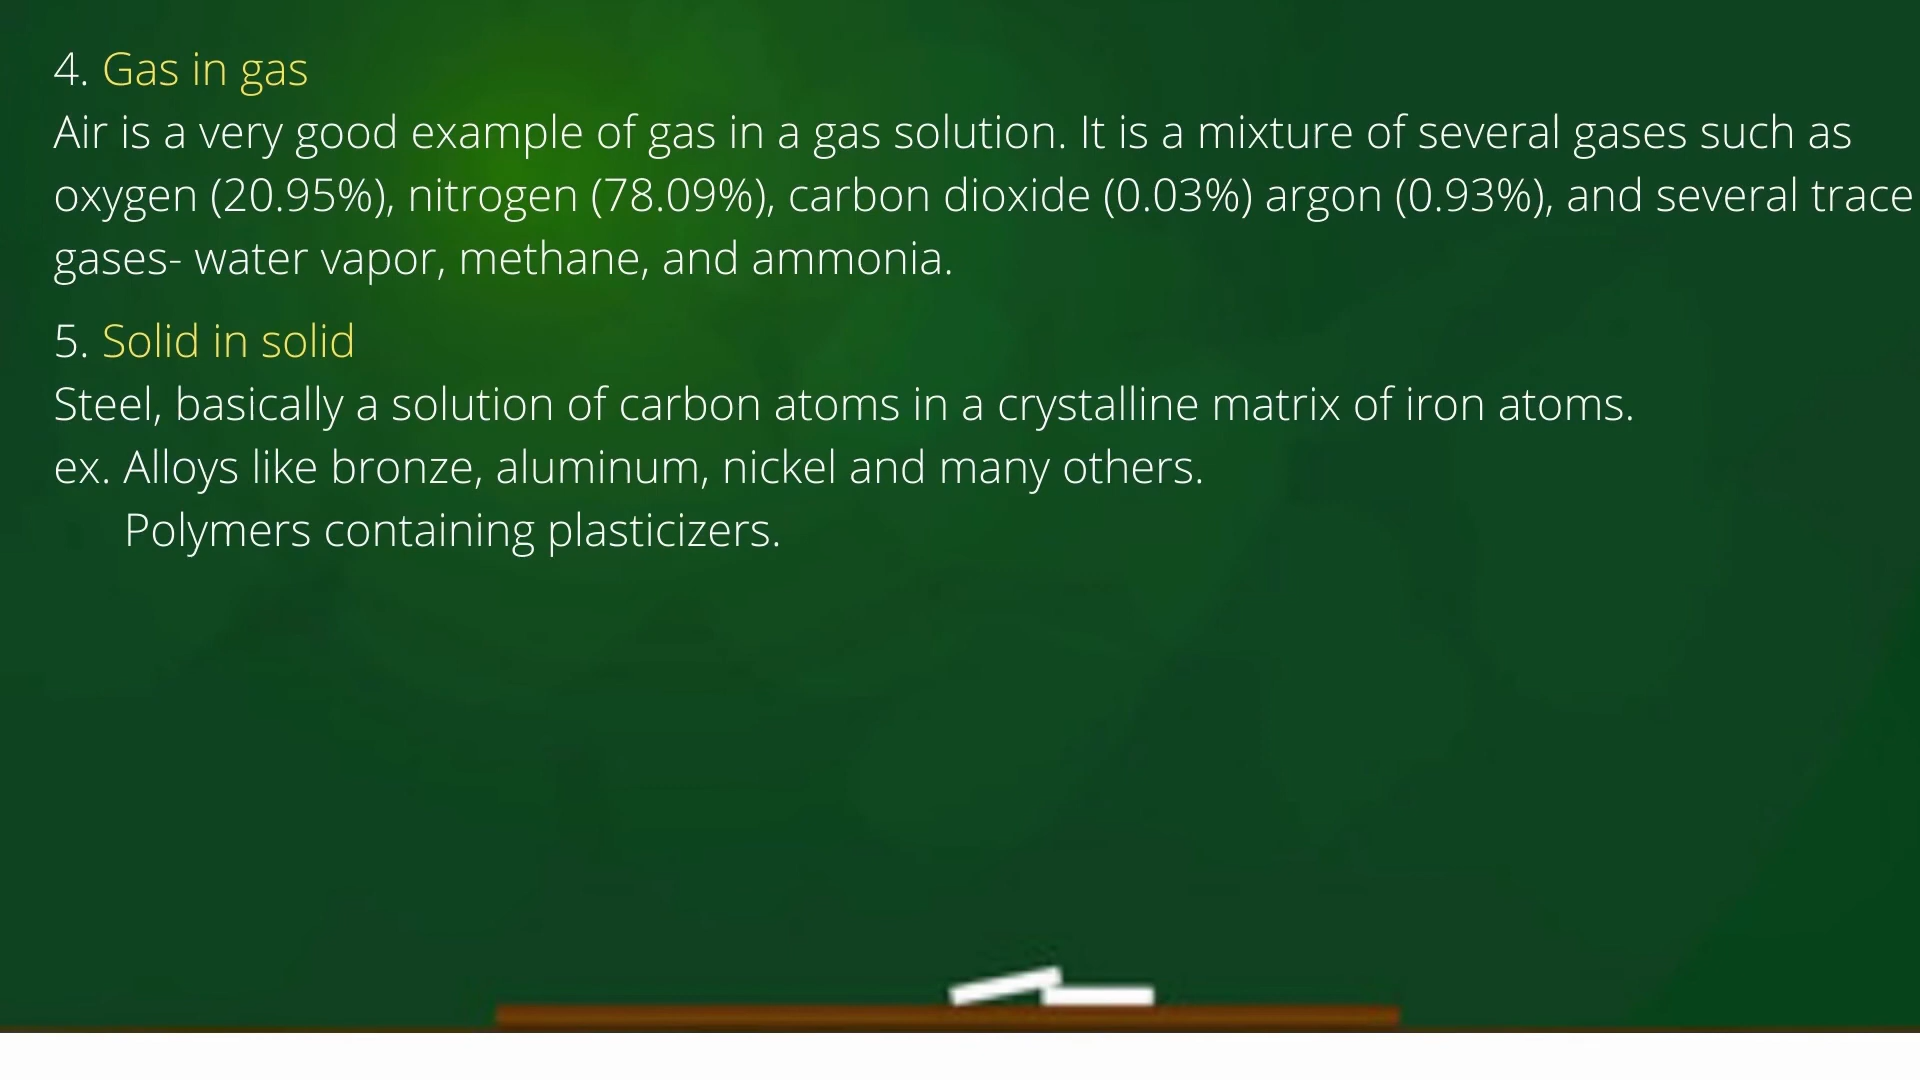 4. Gas in gas
Air is a very good example of gas in a gas solution. It is a mixture of several gases such as
oxygen (20.95%), nitrogen (78.09%), carbon dioxide (0.03%) argon (0.93%), and several trace
gases- water vapor, methane, and ammonia.
5. Solid in solid
Steel, basically a solution of carbon atoms in a crystalline matrix of iron atoms.
ex. Alloys like bronze, aluminum, nickel and many others.
Polymers containing plasticizers.